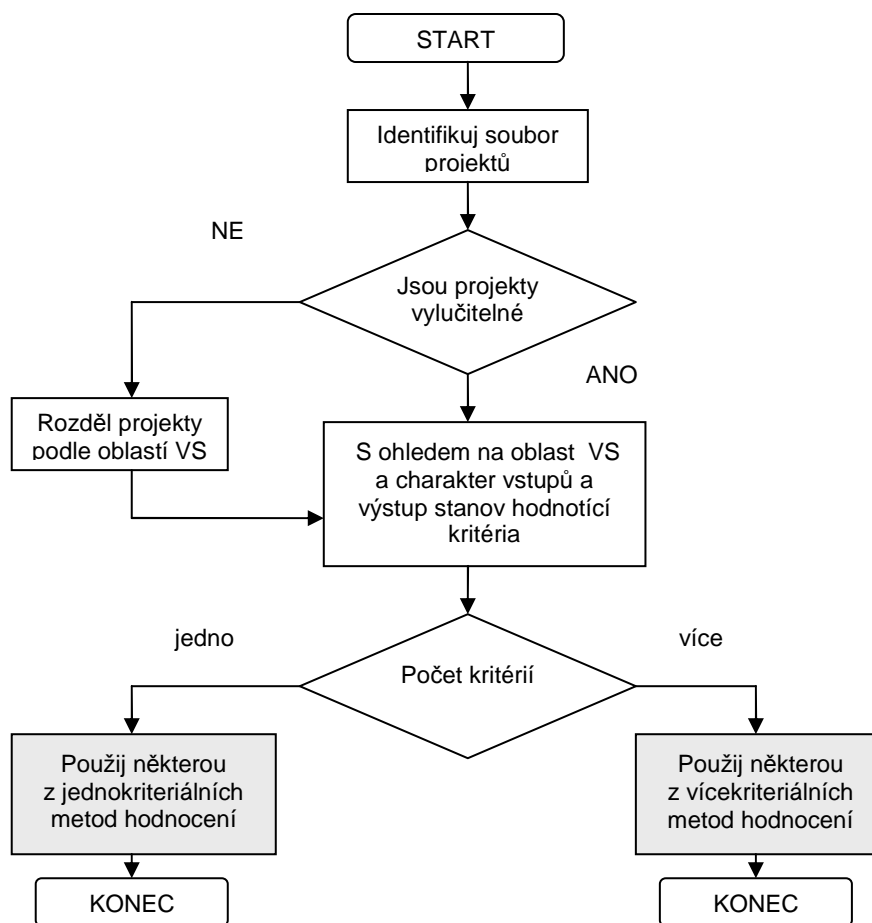 START
Identifikuj soubor
projektů
NE
Jsou projekty
vylučitelné
ANO
Rozděl projekty
podle oblastí VS
S ohledem na oblast VS
a charakter vstupů a
výstup stanov hodnotící
kritéria
jedno
Počet kritérií
více
Použij některou
z jednokriteriálních
metod hodnocení
Použij některou
z vícekriteriálních
metod hodnocení
KONEC
KONEC